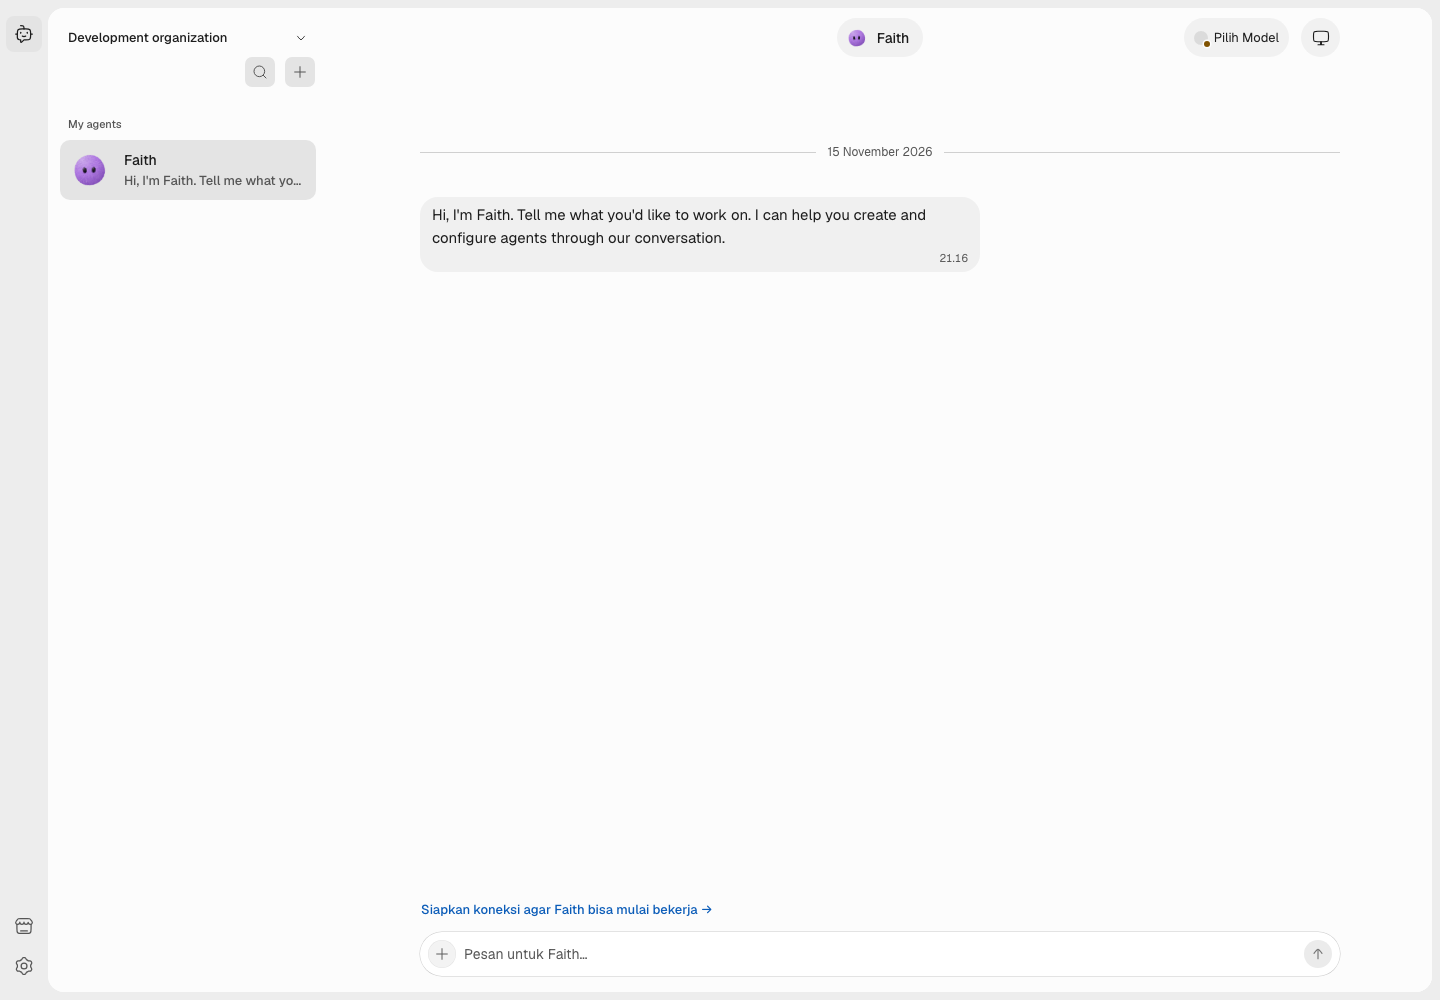 Development organization
My agents
Faith
Hi, I'm Faith. Tell me what yo...
Faith
Pilih Model
15 November 2026
Hi, I'm Faith. Tell me what you'd like to work on. I can help you create and
configure agents through our conversation.
21.16
Siapkan koneksi agar Faith bisa mulai bekerja →
Pesan untuk Faith...